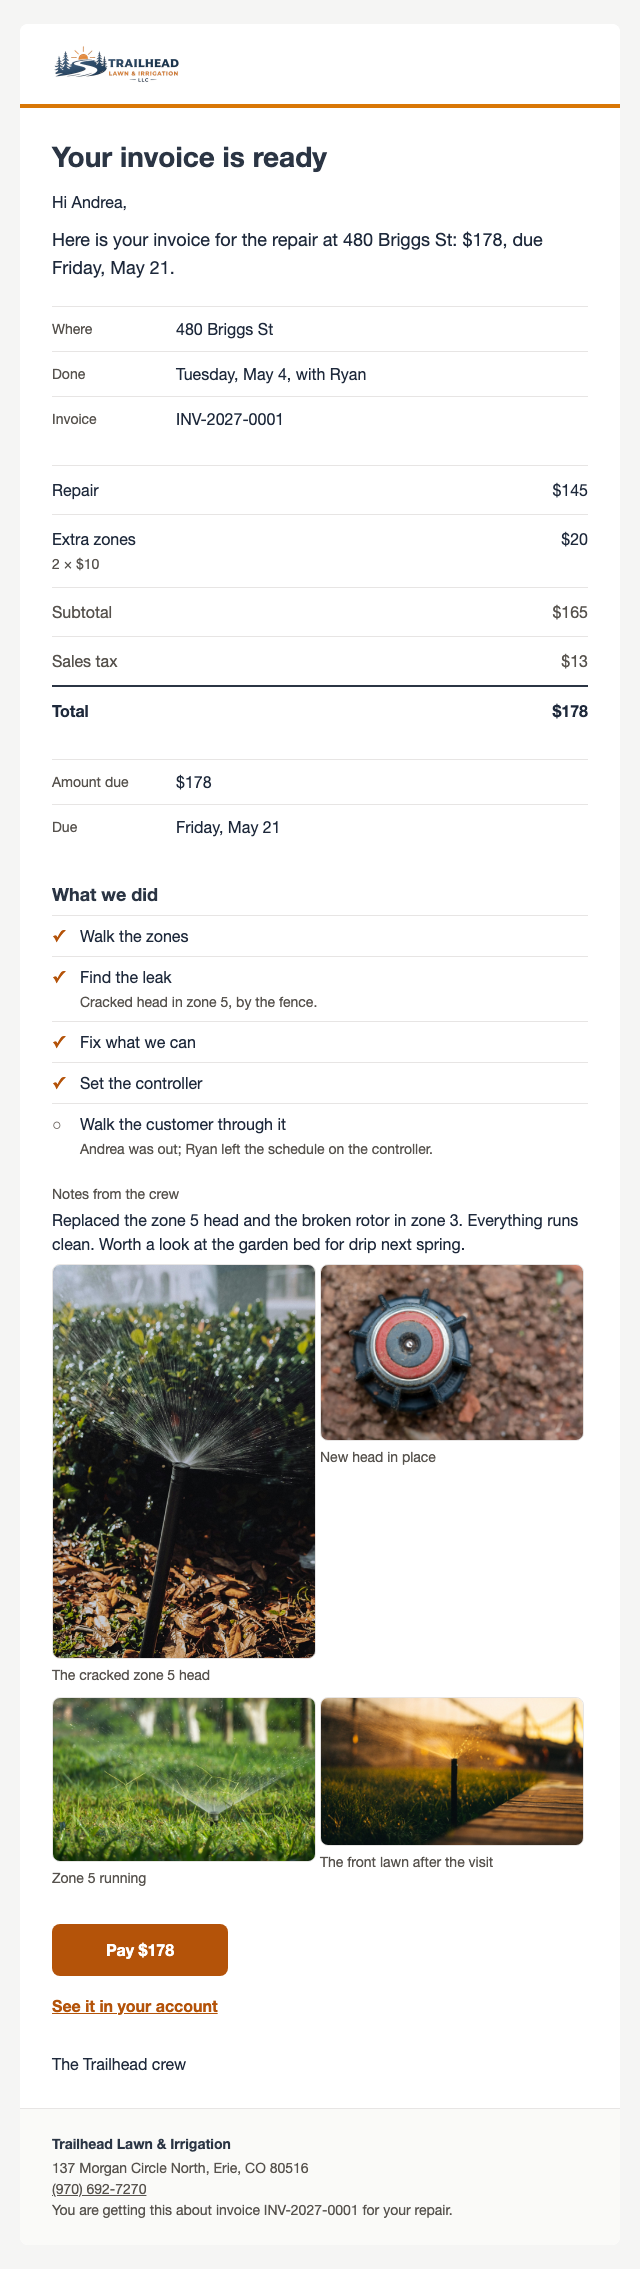 TRAILHEAD
LAWN & IRRIGATION
LLC
Your invoice is ready
Hi Andrea,
Here is your invoice for the repair at 480 Briggs St: $178, due
Friday, May 21.
Where 480 Briggs St
Done Tuesday, May 4, with Ryan
Invoice INV-2027-0001
Repair $145
Extra zones $20
2 × $10
Subtotal $165
Sales tax $13
Total $178
Amount due $178
Due Friday, May 21
What we did
✓ Walk the zones
✓ Find the leak
Cracked head in zone 5, by the fence.
✓ Fix what we can
✓ Set the controller
○ Walk the customer through it
Andrea was out; Ryan left the schedule on the controller.
Notes from the crew
Replaced the zone 5 head and the broken rotor in zone 3. Everything runs
clean. Worth a look at the garden bed for drip next spring.
New head in place
The cracked zone 5 head
The front lawn after the visit
Zone 5 running
Pay $178
See it in your account
The Trailhead crew
Trailhead Lawn & Irrigation
137 Morgan Circle North, Erie, CO 80516
(970) 692-7270
You are getting this about invoice INV-2027-0001 for your repair.